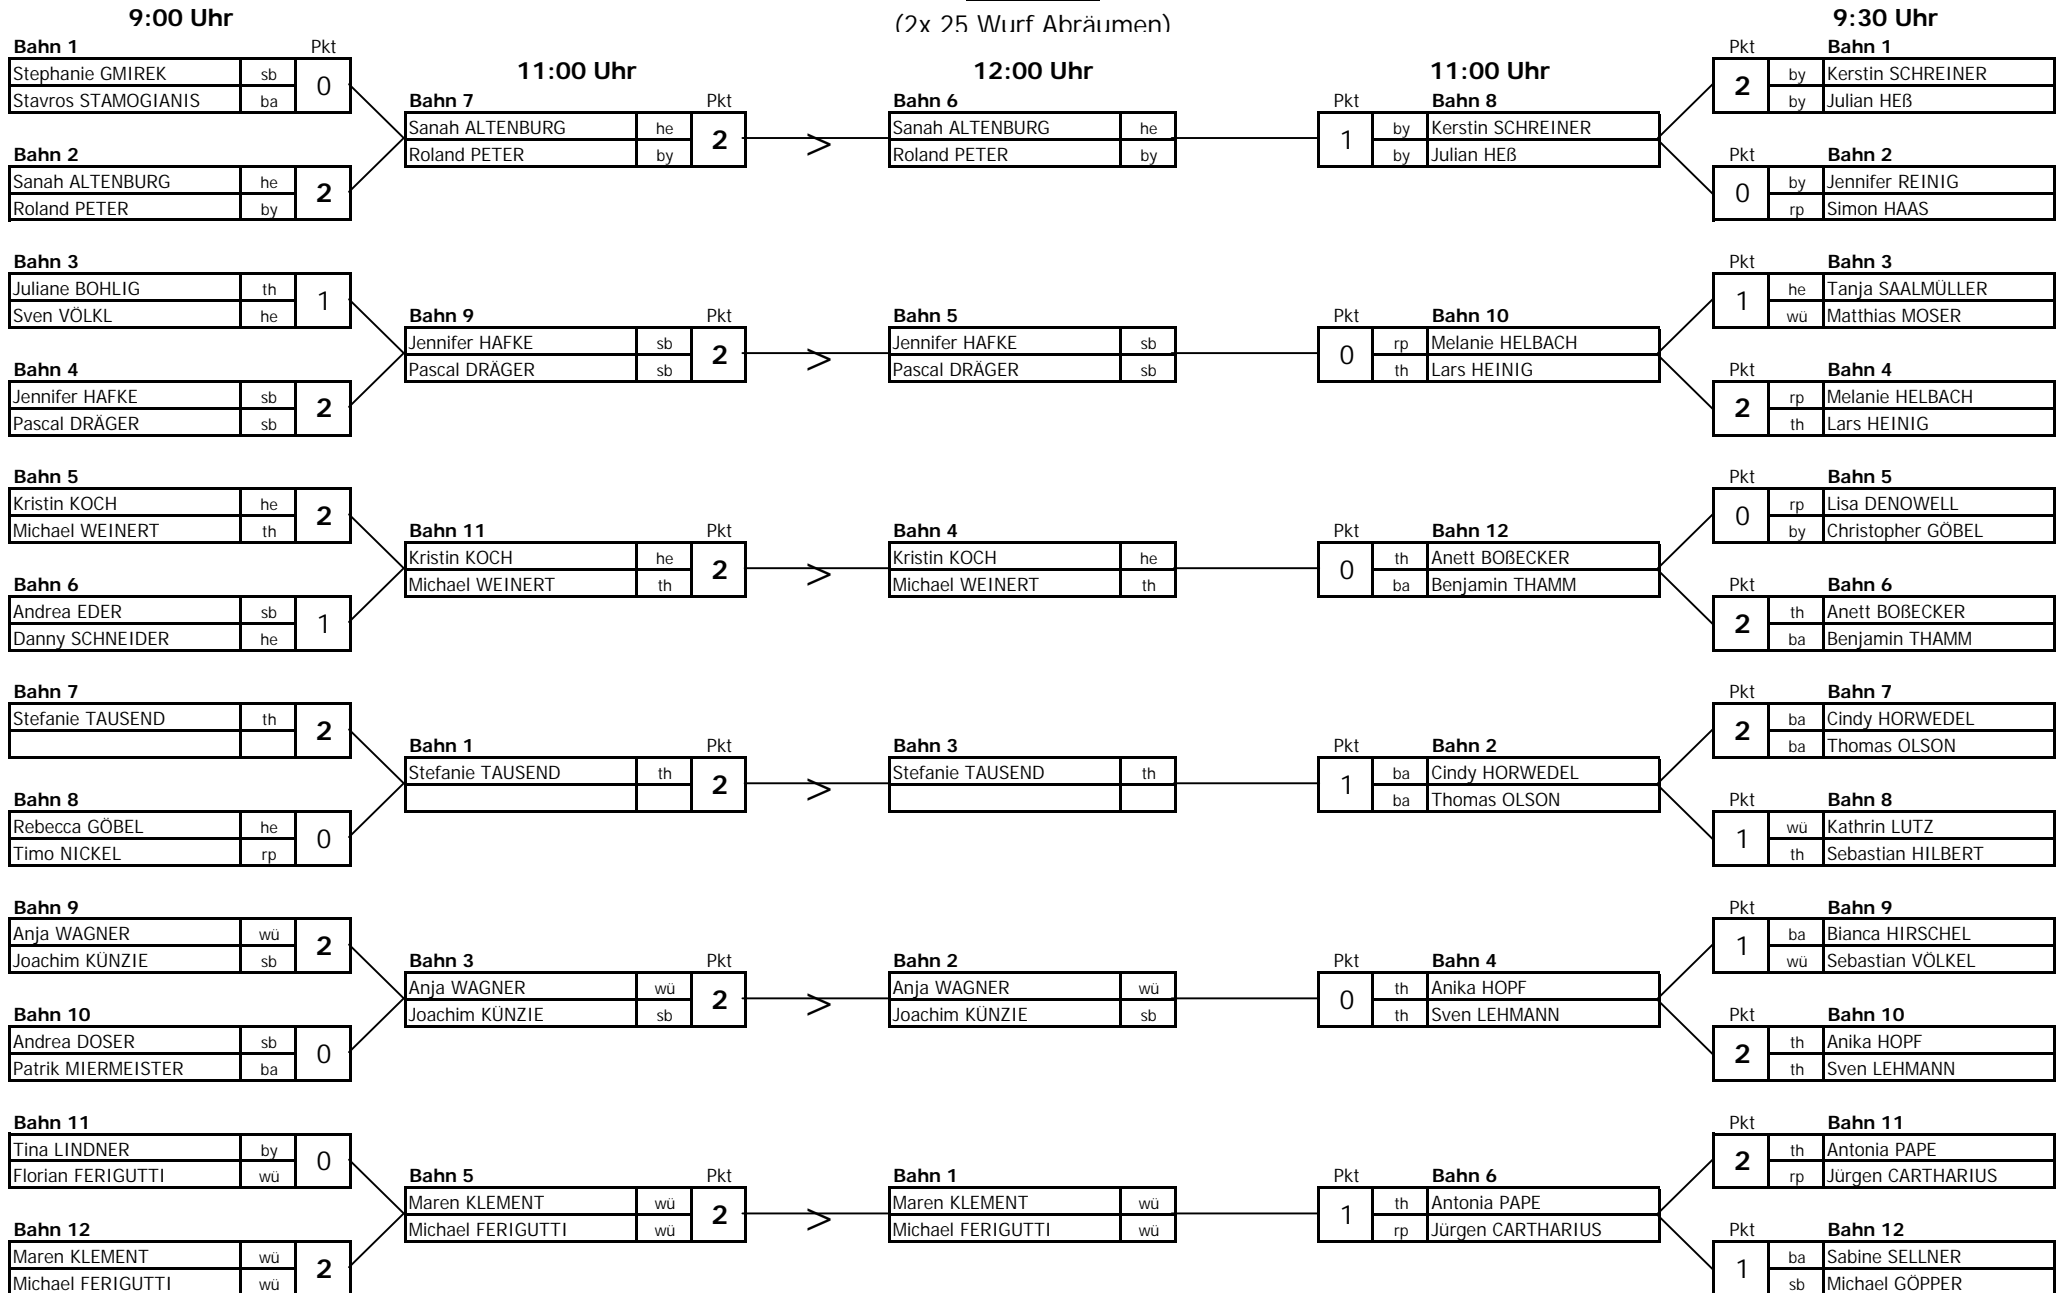 9:00 Uhr
(2x 25 Wurf Abräumen)
9:30 Uhr
Bahn 1 Pkt
Stephanie GMIREK sb 0
Stavros STAMOGIANIS ba
Bahn 2
Sanah ALTENBURG he 2
Roland PETER by
Bahn 3
Juliane BOHLIG th 1
Sven VÖLKL he
Bahn 4
Jennifer HAFKE sb 2
Pascal DRÄGER sb
Bahn 5
Kristin KOCH he 2
Michael WEINERT th
Bahn 6
Andrea EDER sb 1
Danny SCHNEIDER he
Bahn 7
Stefanie TAUSEND th 2
Bahn 8
Rebecca GÖBEL he 0
Timo NICKEL rp
Bahn 9
Anja WAGNER wü 2
Joachim KÜNZIE sb
Bahn 10
Andrea DOSER sb 0
Patrik MIERMEISTER ba
Bahn 11
Tina LINDNER by 0
Florian FERIGUTTI wü
Bahn 12
Maren KLEMENT wü 2
Michael FERIGUTTI wü
11:00 Uhr
Bahn 7 Pkt
Sanah ALTENBURG he 2 >
Roland PETER by
Bahn 9 Pkt
Jennifer HAFKE sb 2 >
Pascal DRÄGER sb
Bahn 11 Pkt
Kristin KOCH he 2 >
Michael WEINERT th
Bahn 1 Pkt
Stefanie TAUSEND th 2 >
Bahn 3 Pkt
Anja WAGNER wü 2 >
Joachim KÜNZIE sb
Bahn 5 Pkt
Maren KLEMENT wü 2 >
Michael FERIGUTTI wü
12:00 Uhr
Bahn 6
Sanah ALTENBURG he
Roland PETER by
Bahn 5
Jennifer HAFKE sb
Pascal DRÄGER sb
Bahn 4
Kristin KOCH he
Michael WEINERT th
Bahn 3
Stefanie TAUSEND th
Bahn 2
Anja WAGNER wü
Joachim KÜNZIE sb
Bahn 1
Maren KLEMENT wü
Michael FERIGUTTI wü
11:00 Uhr
Pkt Bahn 8
1 by Kerstin SCHREINER
by Julian HEß
Pkt Bahn 10
0 rp Melanie HELBACH
th Lars HEINIG
Pkt Bahn 12
0 th Anett BOßECKER
ba Benjamin THAMM
Pkt Bahn 2
1 ba Cindy HORWEDEL
ba Thomas OLSON
Pkt Bahn 4
0 th Anika HOPF
th Sven LEHMANN
Pkt Bahn 6
1 th Antonia PAPE
rp Jürgen CARTHARIUS
Pkt Bahn 1
2 by Kerstin SCHREINER
by Julian HEß
Pkt Bahn 2
0 by Jennifer REINIG
rp Simon HAAS
Pkt Bahn 3
1 he Tanja SAALMÜLLER
wü Matthias MOSER
Pkt Bahn 4
2 rp Melanie HELBACH
th Lars HEINIG
Pkt Bahn 5
0 rp Lisa DENOWELL
by Christopher GÖBEL
Pkt Bahn 6
2 th Anett BOßECKER
ba Benjamin THAMM
Pkt Bahn 7
2 ba Cindy HORWEDEL
ba Thomas OLSON
Pkt Bahn 8
1 wü Kathrin LUTZ
th Sebastian HILBERT
Pkt Bahn 9
1 ba Bianca HIRSCHEL
wü Sebastian VÖLKEL
Pkt Bahn 10
2 th Anika HOPF
th Sven LEHMANN
Pkt Bahn 11
2 th Antonia PAPE
rp Jürgen CARTHARIUS
Pkt Bahn 12
1 ba Sabine SELLNER
sb Michael GÖPPER